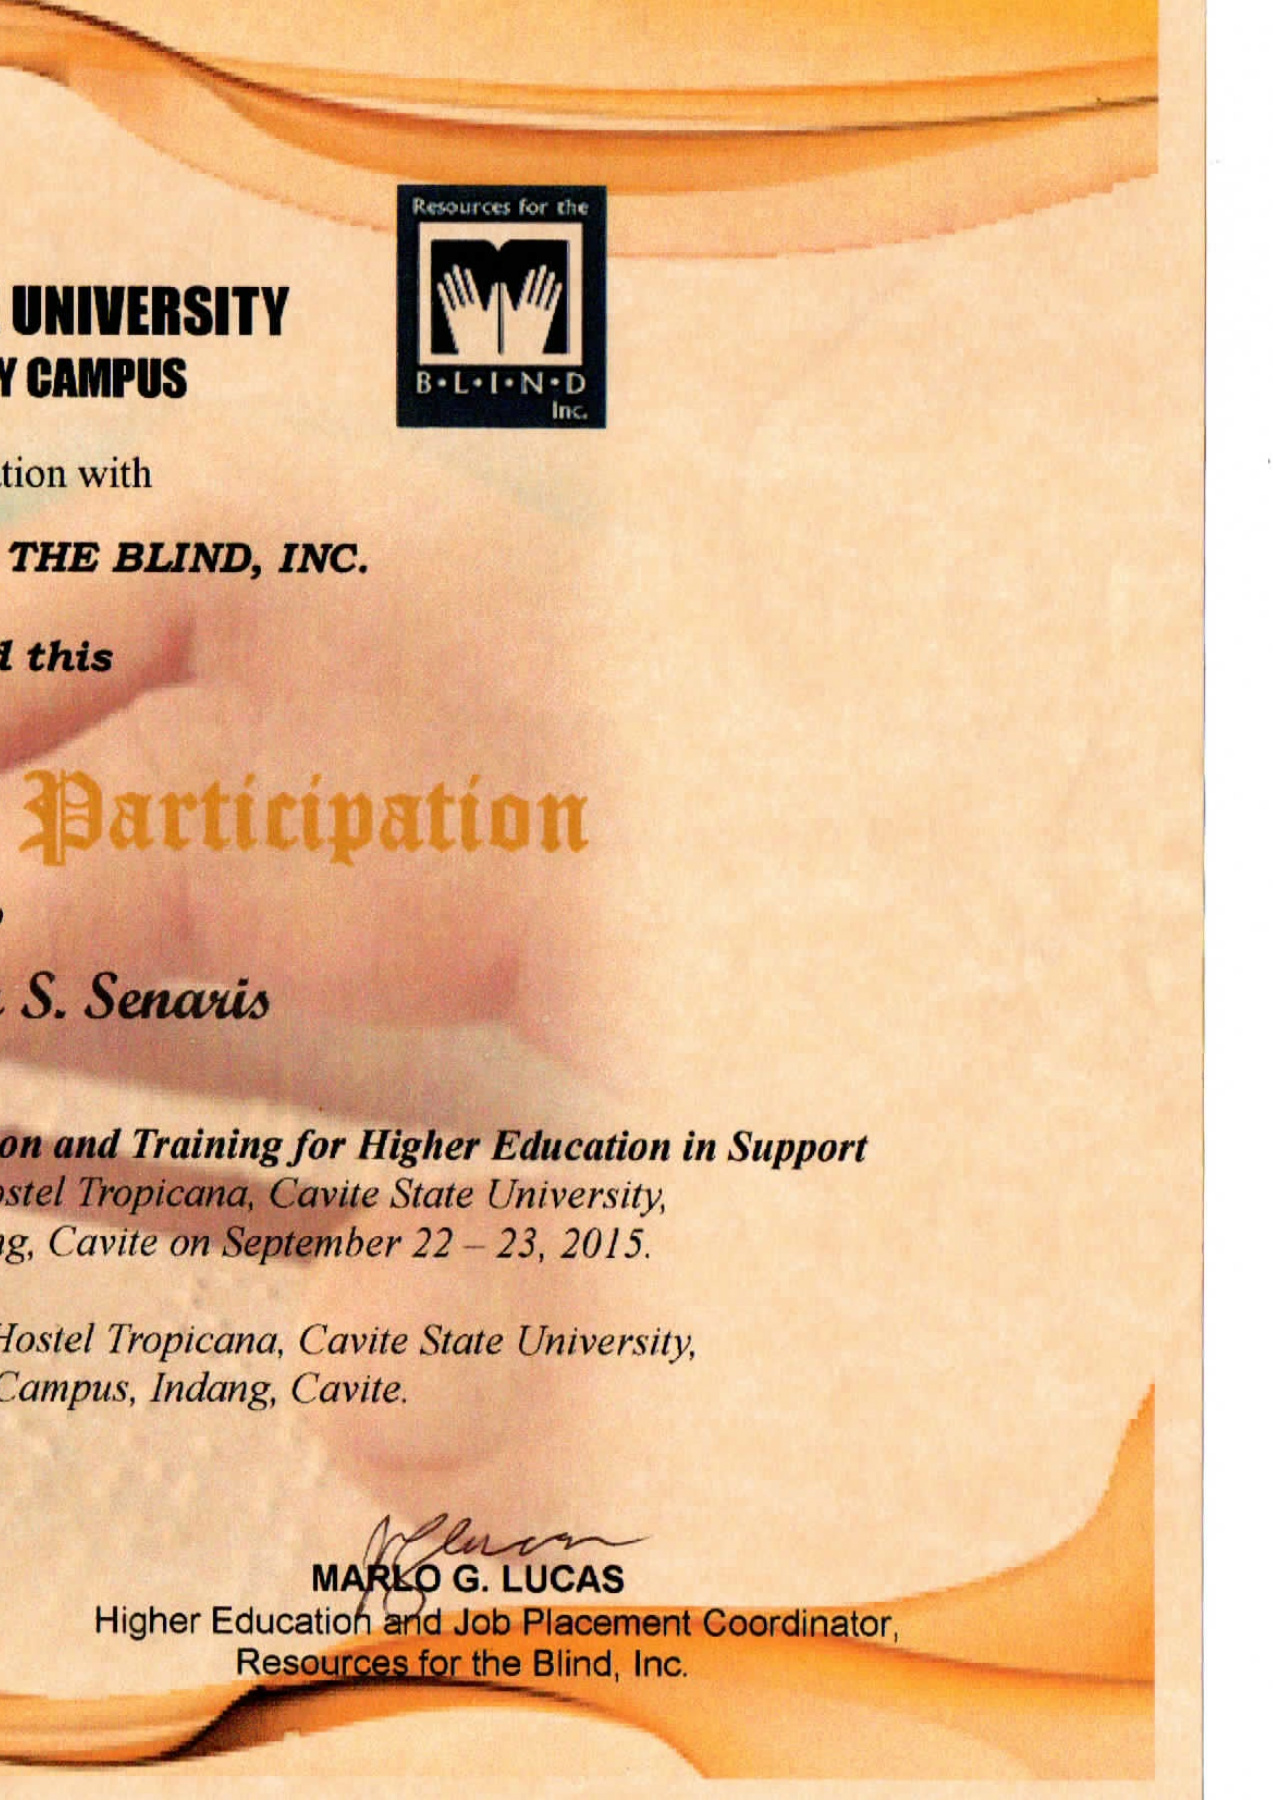 Resources for the
B•L•I•N•D
Inc.
UNIVERSITY
Y CAMPUS
tion with
THE BLIND, INC.
d this
Participation
S. Senaris
on and Training for Higher Education in Support
ostel Tropicana, Cavite State University,
ng, Cavite on September 22 – 23, 2015.
Hostel Tropicana, Cavite State University,
Campus, Indang, Cavite.
MARLO G. LUCAS
Higher Education and Job Placement Coordinator,
Resources for the Blind, Inc.